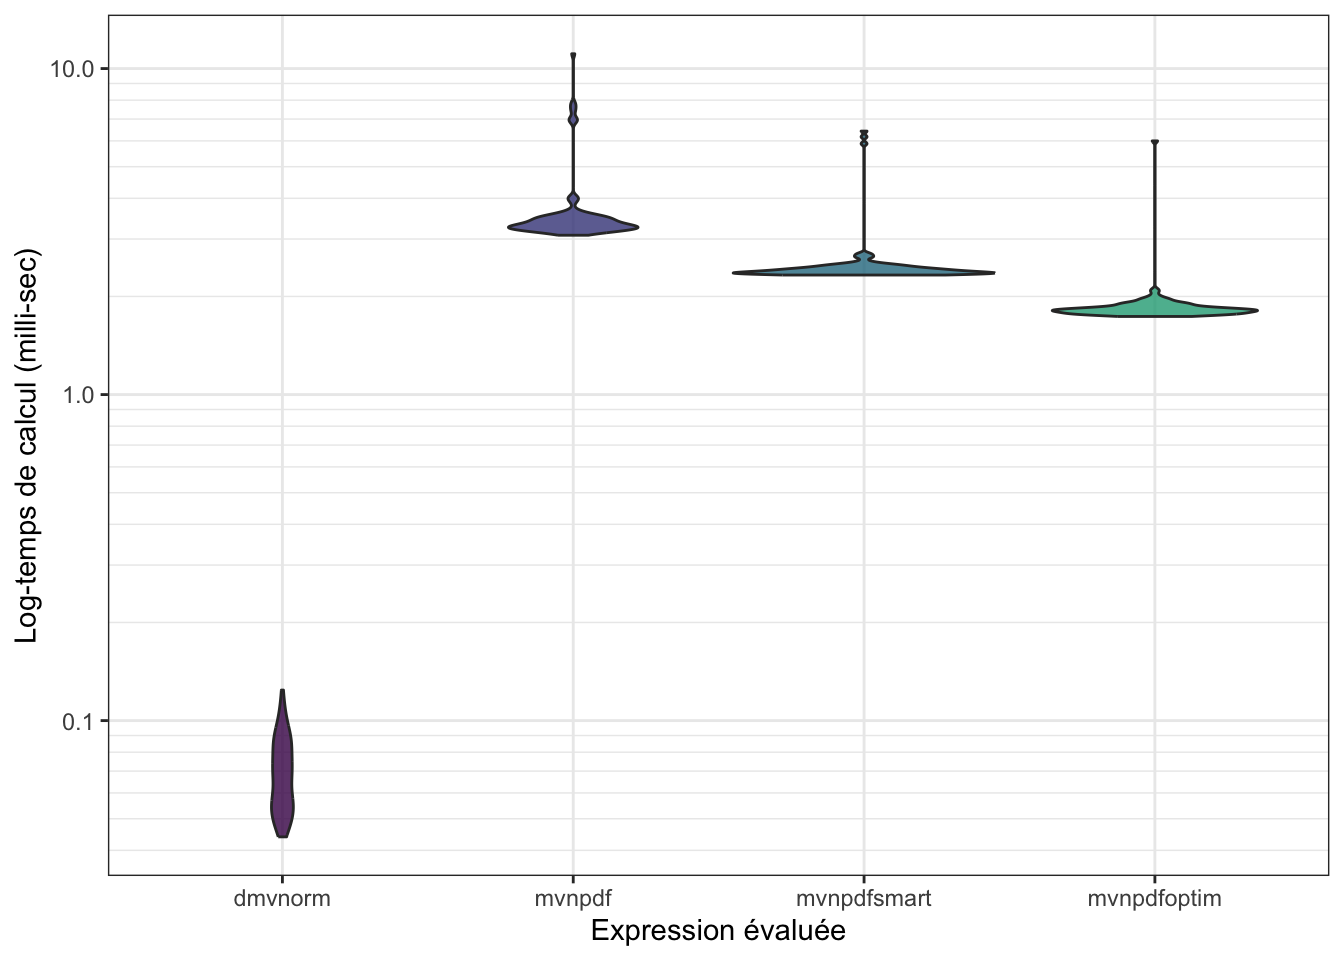 Log-temps de calcul (milli-sec)
10.0
1.0
0.1
dmvnorm mvnpdf mvnpdfsmart mvnpdfoptim
Expression évaluée